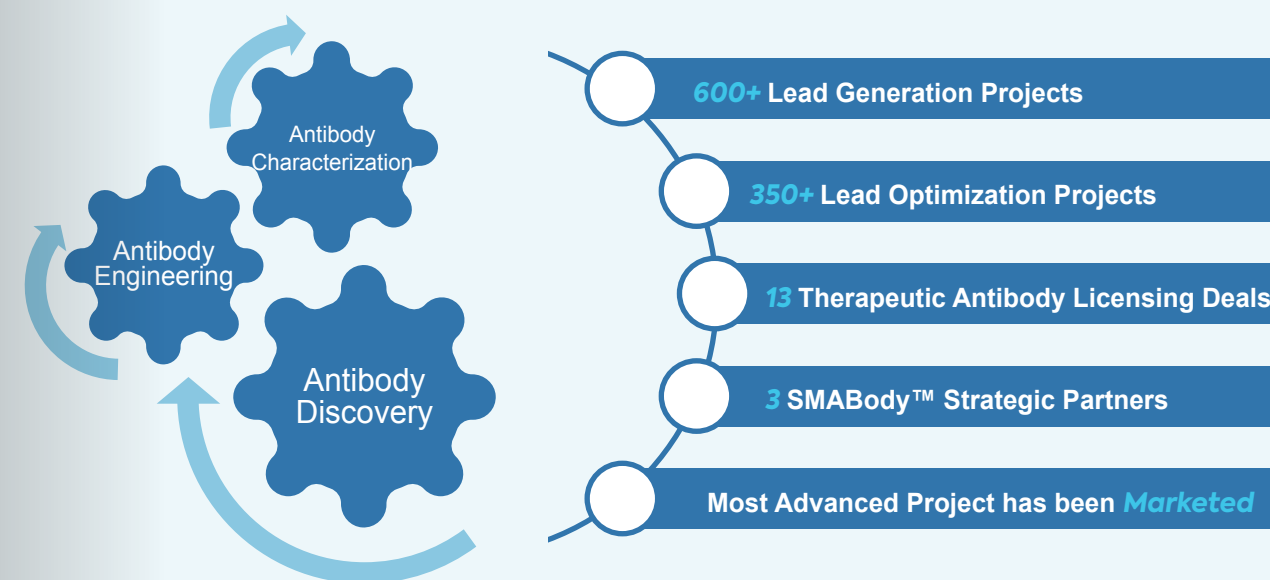 Antibody
Characterization
Antibody
Engineering
Antibody
Discovery
600+ Lead Generation Projects
350+ Lead Optimization Projects
13 Therapeutic Antibody Licensing Deals
3 SMABody™ Strategic Partners
Most Advanced Project has been Marketed